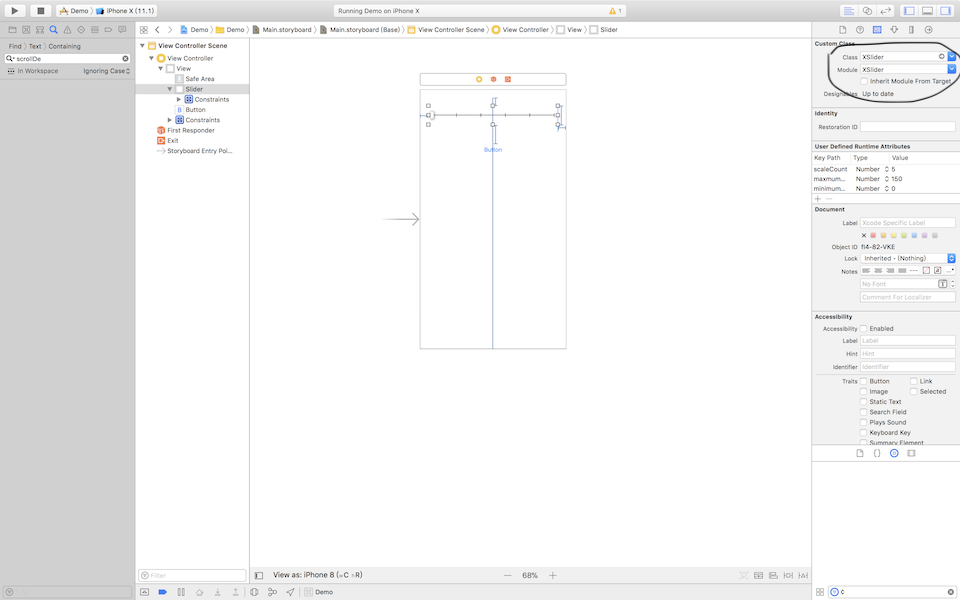 Demo 〉 iPhone X (11.1)
Running Demo on iPhone X
1
Demo 〉 Demo 〉 Main.storyboard 〉 Main.storyboard (Base) 〉 View Controller Scene 〉 View Controller 〉 View 〉 Slider
Find 〉 Text 〉 Containing
scrollDe
In Workspace
Ignoring Case
View Controller Scene
View Controller
View
Safe Area
Slider
Constraints
B Button
Constraints
First Responder
Exit
Storyboard Entry Poi...
Button
Custom Class
Class XSlider
Module XSlider
Inherit Module From Target
Designables Up to date
Identity
Restoration ID
User Defined Runtime Attributes
Key Path Type Value
scaleCount Number 5
maxmum... Number 150
minimum... Number 0
Document
Label Xcode Specific Label
Object ID fi4-82-VKE
Lock Inherited - (Nothing)
Notes
No Font
Comment For Localizer
Accessibility
Accessibility Enabled
Label Label
Hint Hint
Identifier Identifier
Traits Button Link
Image Selected
Static Text
Search Field
Plays Sound
Keyboard Key
Summary Element
Filter
View as: iPhone 8 (wC hR)
68%
Demo
c